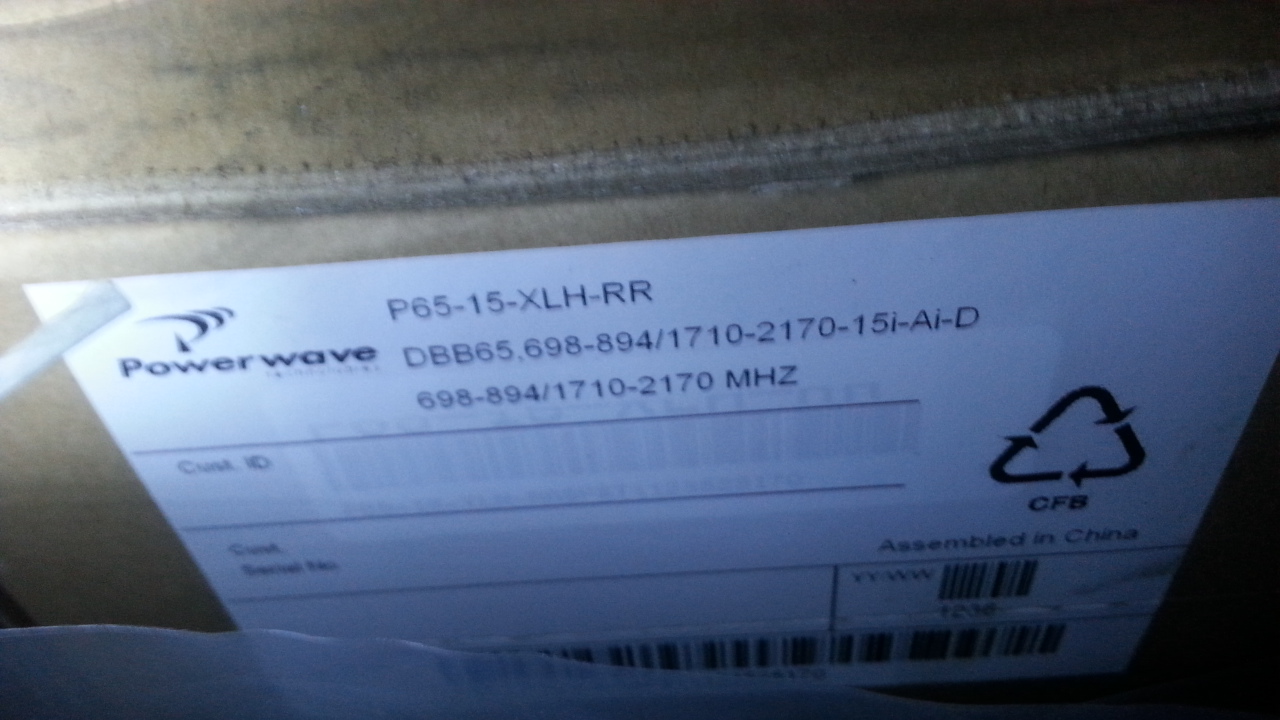 P65-15-XLH-RR
Powerwave
DBB65,698-894/1710-2170-15i-Ai-D
698-894/1710-2170 MHZ
Cust. ID
CFB
Cust.
Serial No.
Assembled in China
YY-WW
1236